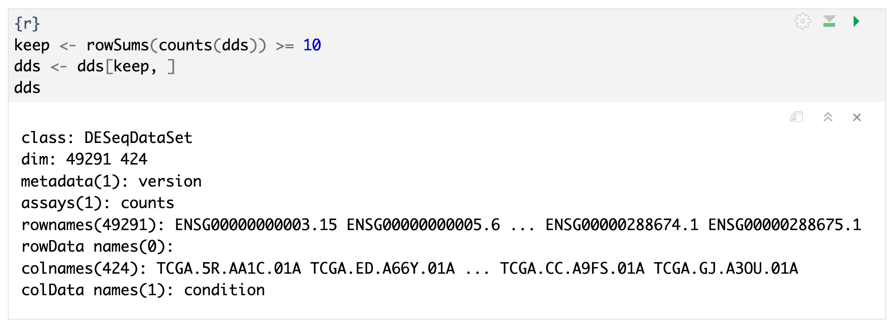 {r}
keep <- rowSums(counts(dds)) >= 10
dds <- dds[keep, ]
dds
class: DESeqDataSet
dim: 49291 424
metadata(1): version
assays(1): counts
rownames(49291): ENSG00000000003.15 ENSG00000000005.6 ... ENSG00000288674.1 ENSG00000288675.1
rowData names(0):
colnames(424): TCGA.5R.AA1C.01A TCGA.ED.A66Y.01A ... TCGA.CC.A9FS.01A TCGA.GJ.A3OU.01A
colData names(1): condition